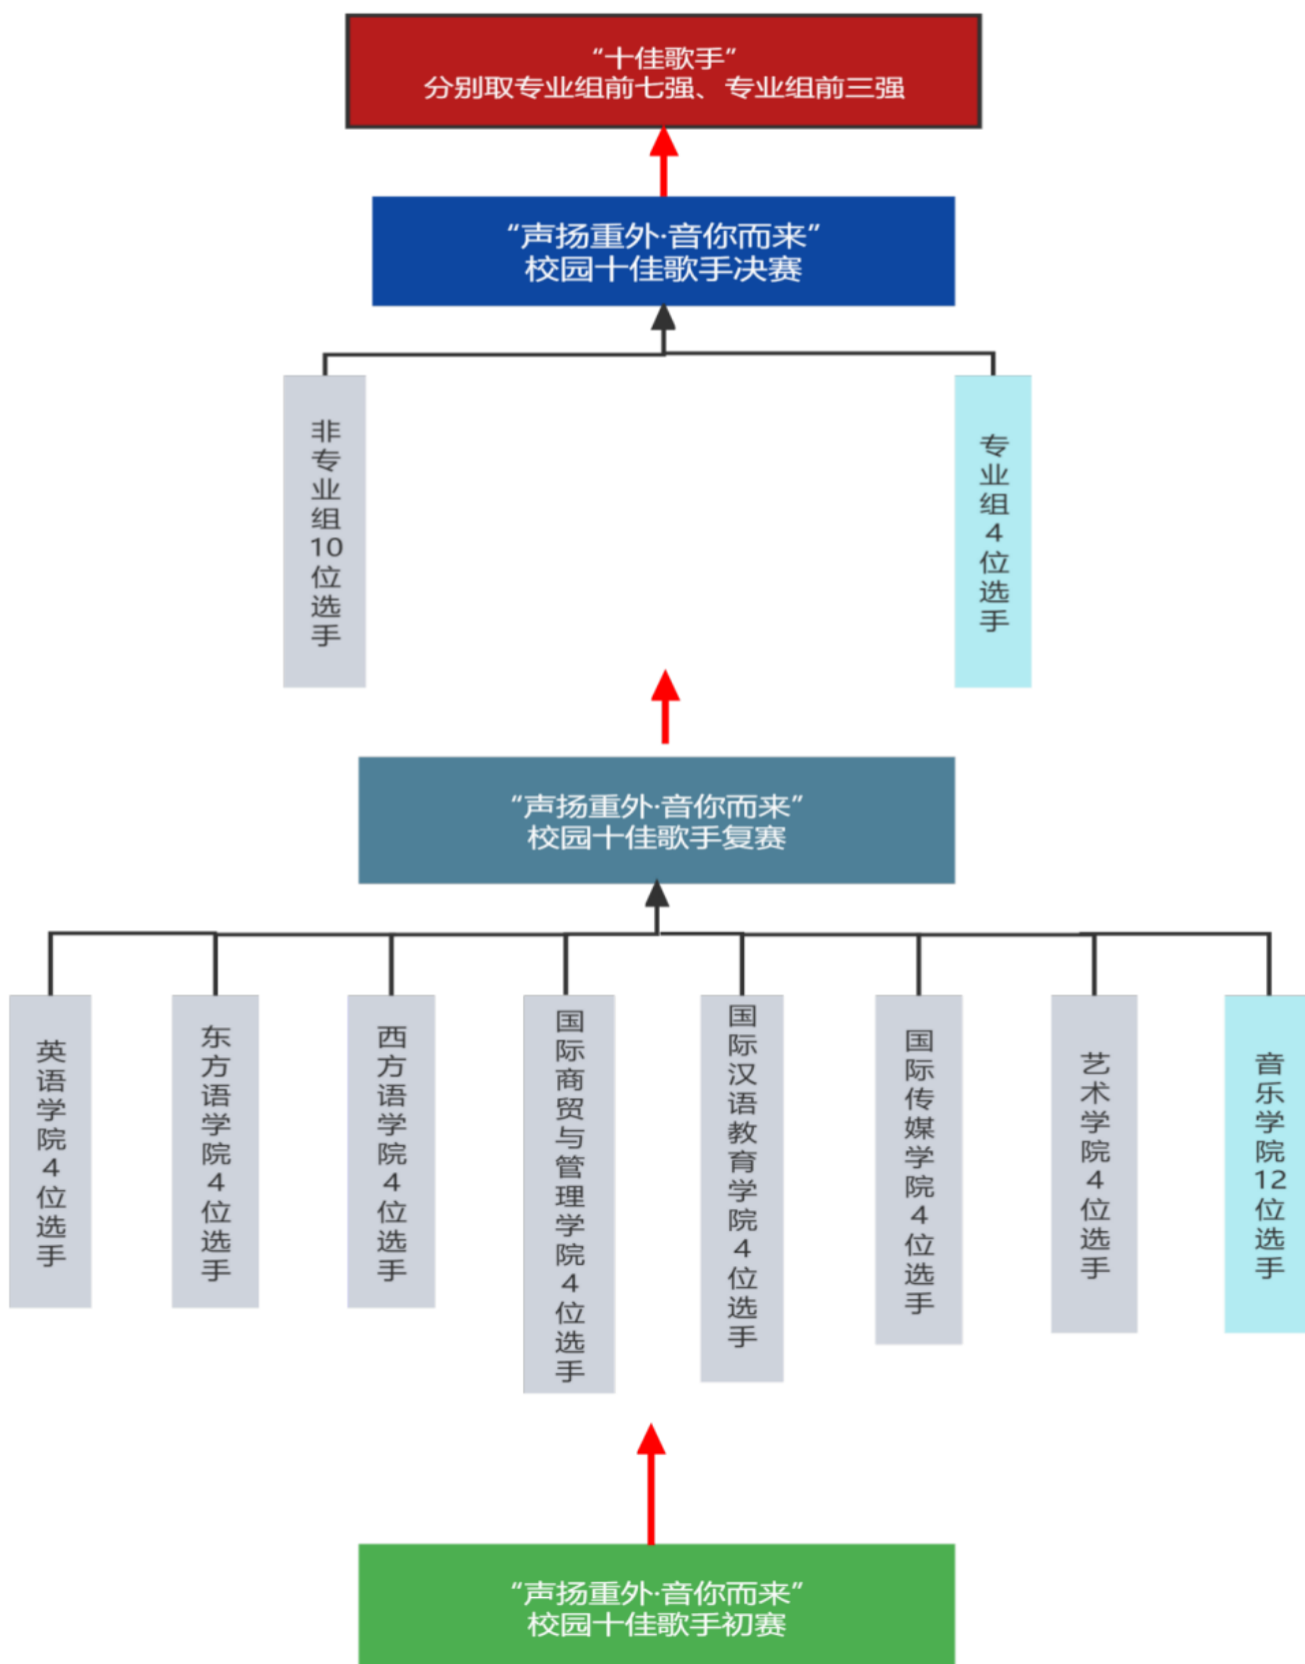 “十佳歌手”
分别取专业组前七强、专业组前三强
“声扬重外·音你而来”
校园十佳歌手决赛
非专业组10位选手
专业组4位选手
“声扬重外·音你而来”
校园十佳歌手复赛
英语学院4位选手
东方语学院4位选手
西方语学院4位选手
国际商贸与管理学院4位选手
国际汉语教育学院4位选手
国际传媒学院4位选手
艺术学院4位选手
音乐学院12位选手
“声扬重外·音你而来”
校园十佳歌手初赛